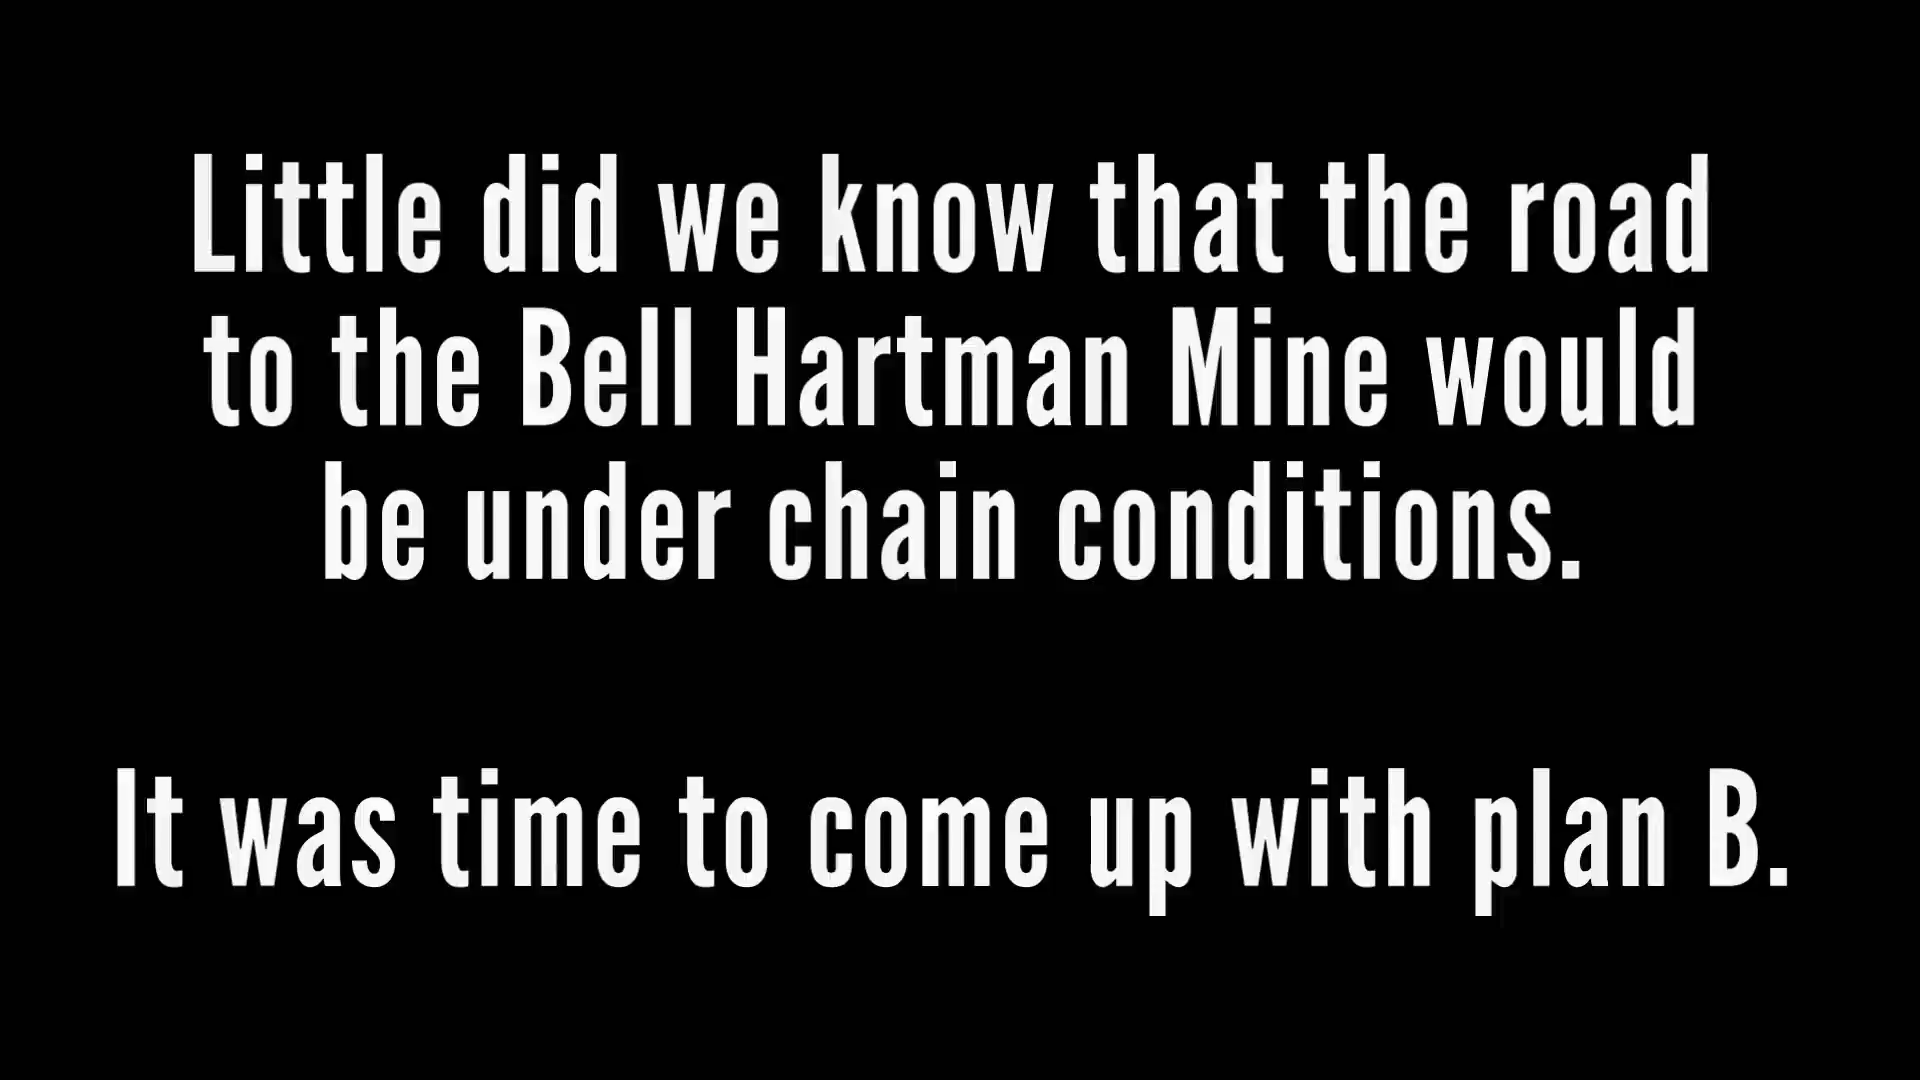 Little did we know that the road
to the Bell Hartman Mine would
be under chain conditions.
It was time to come up with plan B.